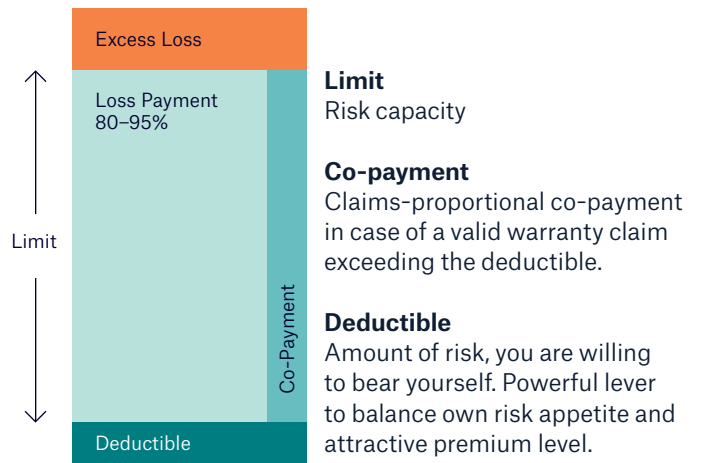 Excess Loss
Loss Payment
80–95%
Limit
Co-Payment
Deductible
Limit
Risk capacity
Co-payment
Claims-proportional co-payment
in case of a valid warranty claim
exceeding the deductible.
Deductible
Amount of risk, you are willing
to bear yourself. Powerful lever
to balance own risk appetite and
attractive premium level.